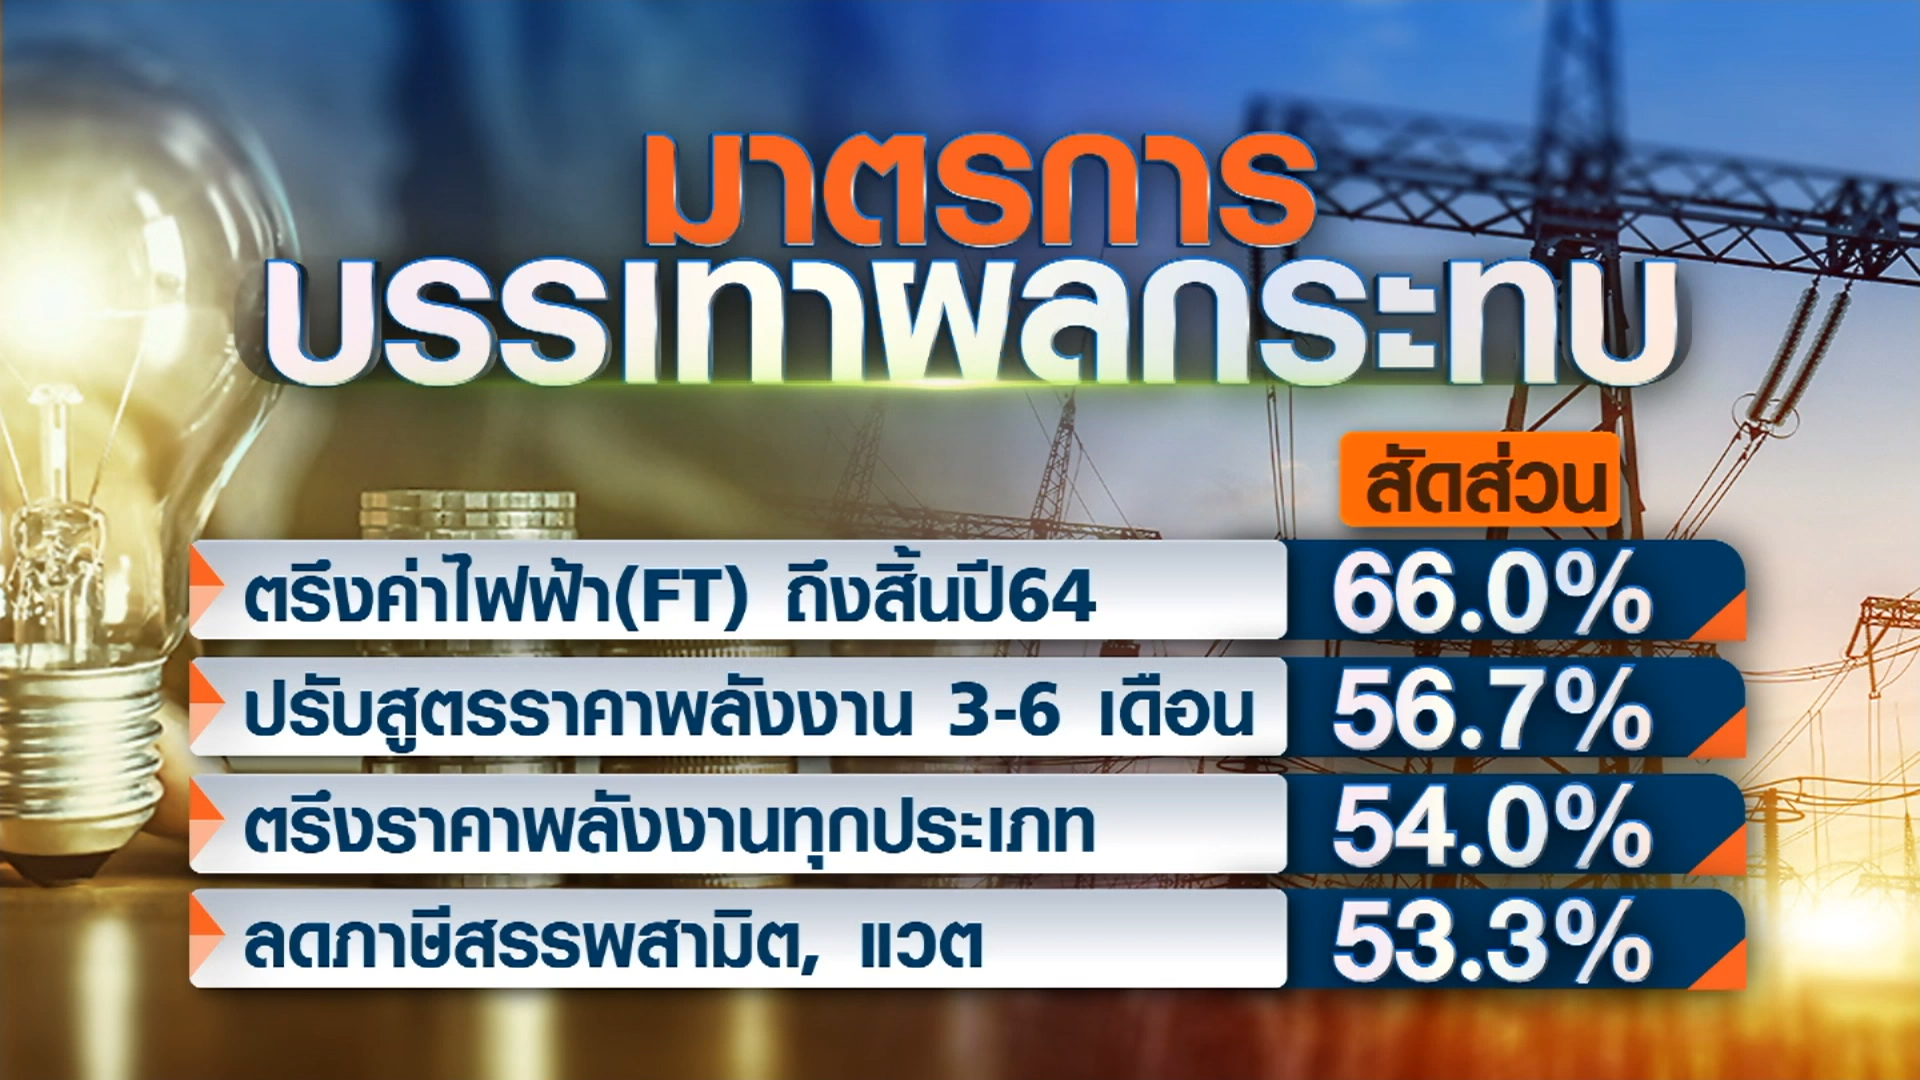 มาตรการ
บรรเทาผลกระทบ
สัดส่วน
ตรึงค่าไฟฟ้า(FT) ถึงสิ้นปี64 66.0%
ปรับสูตรราคาพลังงาน 3-6 เดือน 56.7%
ตรึงราคาพลังงานทุกประเภท 54.0%
ลดภาษีสรรพสามิต, แวต 53.3%